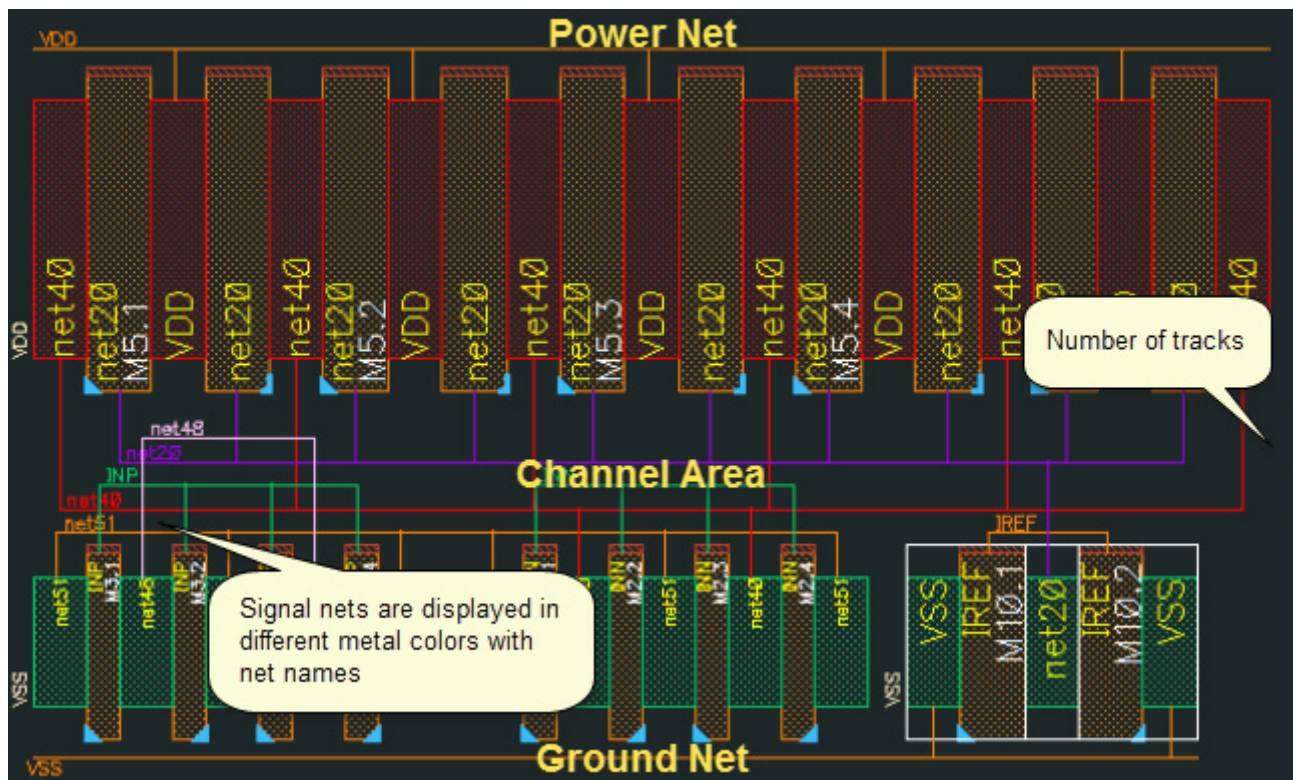 VDD
Power Net
net40
net20
M5.1
VDD
net20
net40
net20
M5.2
VDD
net20
net40
net20
M5.3
VDD
net20
net40
net20
M5.4
VDD
net20
net40
VDD
Number of tracks
net48
net20
Channel Area
INP
net40
net51
IREF
net51
INP
M3.1
net48
INP
M3.2
INN
M2.2
net51
INN
M2.3
net40
INN
M2.4
net51
VSS
IREF
M10.1
net20
IREF
M10.2
VSS
Signal nets are displayed in
different metal colors with
net names
VSS
VSS
Ground Net
VSS